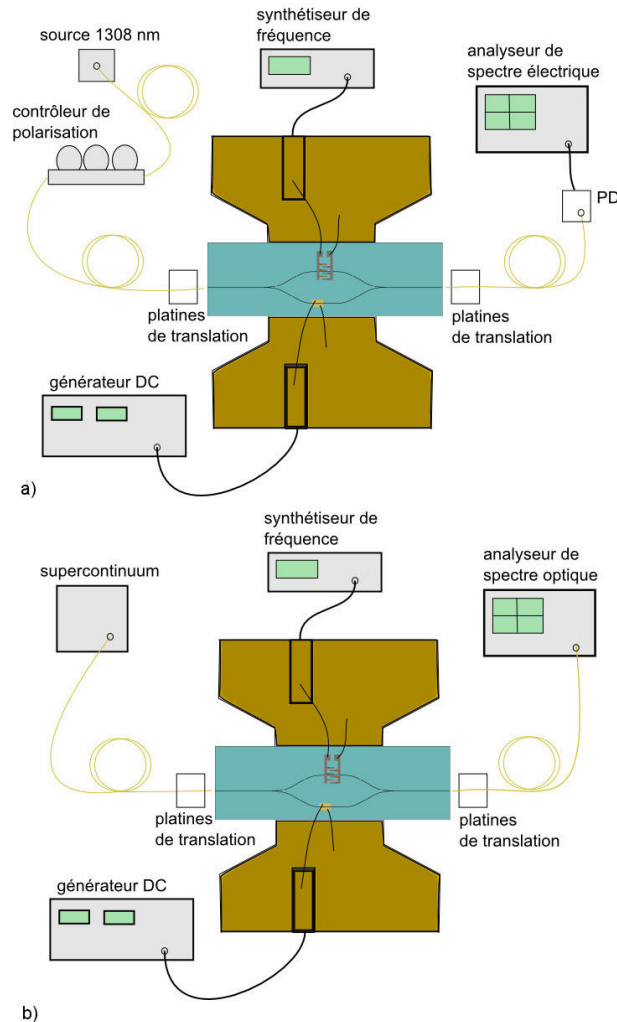 source 1308 nm
synthétiseur de
fréquence
analyseur de
spectre électrique
contrôleur de
polarisation
PD
platines
de translation
platines
de translation
générateur DC
a)
synthétiseur de
fréquence
supercontinuum
analyseur de
spectre optique
platines
de translation
platines
de translation
générateur DC
b)